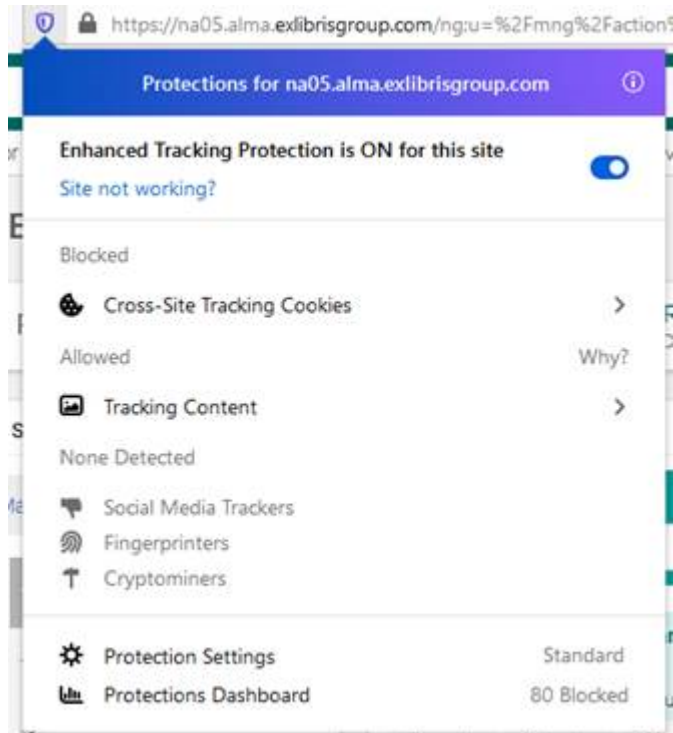 https://na05.alma.exlibrisgroup.com/ng:u=%2Fmng%2Faction%
Protections for na05.alma.exlibrisgroup.com
Enhanced Tracking Protection is ON for this site
Site not working?
Blocked
Cross-Site Tracking Cookies
Allowed Why?
Tracking Content
None Detected
Social Media Trackers
Fingerprinters
Cryptominers
Protection Settings Standard
Protections Dashboard 80 Blocked